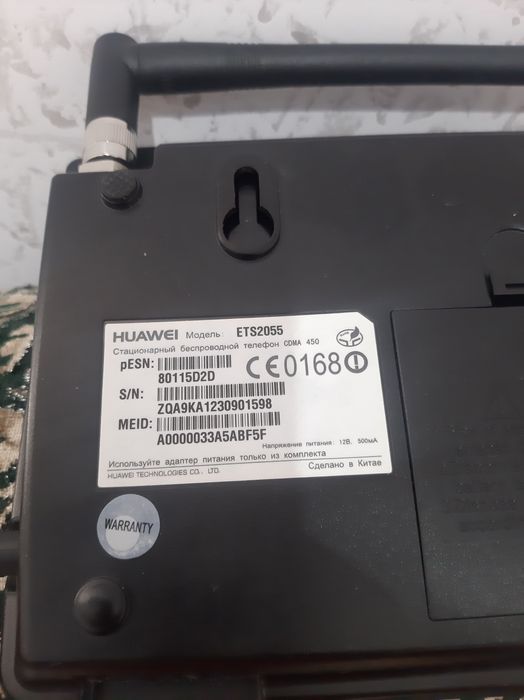 HUAWEI Модель: ETS2055
Стационарный беспроводной телефон CDMA 450
pESN:
80115D2D
CE0168
S/N:
ZQA9KA1230901598
MEID:
A0000033A5ABF5F
Напряжение питания: 12В, 500мА
Используйте адаптер питания только из комплекта
HUAWEI TECHNOLOGIES CO., LTD.
Сделано в Китае
WARRANTY